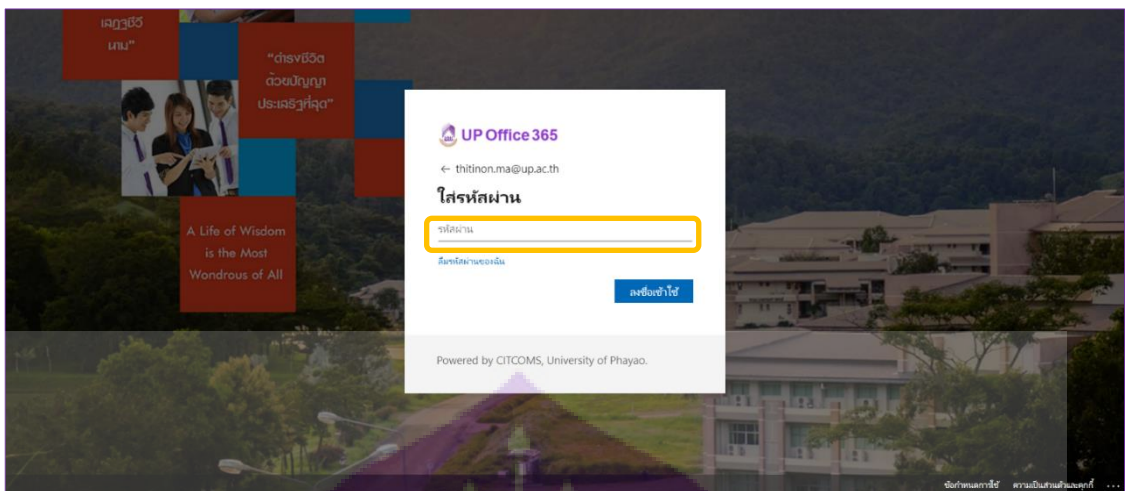 เสฏฐชีวี
นาม"
"ดำรงชีวิต
ด้วยปัญญา
ประเสริฐที่สุด"
A Life of Wisdom
is the Most
Wondrous of All
UP Office 365
← thitinon.ma@up.ac.th
ใส่รหัสผ่าน
รหัสผ่าน
ลืมรหัสผ่านของฉัน
ลงชื่อเข้าใช้
Powered by CITCOMS, University of Phayao.
ข้อกำหนดการใช้ ความเป็นส่วนตัวและคุกกี้ ...